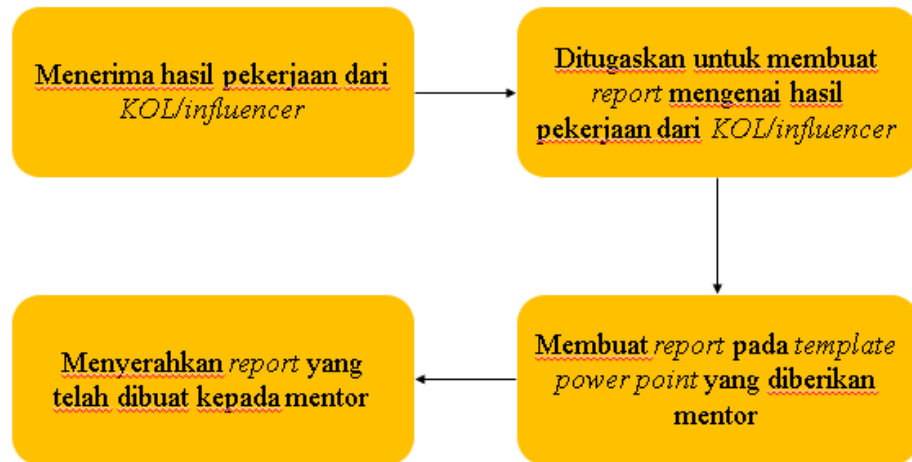 Menerima hasil pekerjaan dari
KOL/influencer
Ditugaskan untuk membuat
report mengenai hasil
pekerjaan dari KOL/influencer
Membuat report pada template
power point yang diberikan
mentor
Menyerahkan report yang
telah dibuat kepada mentor